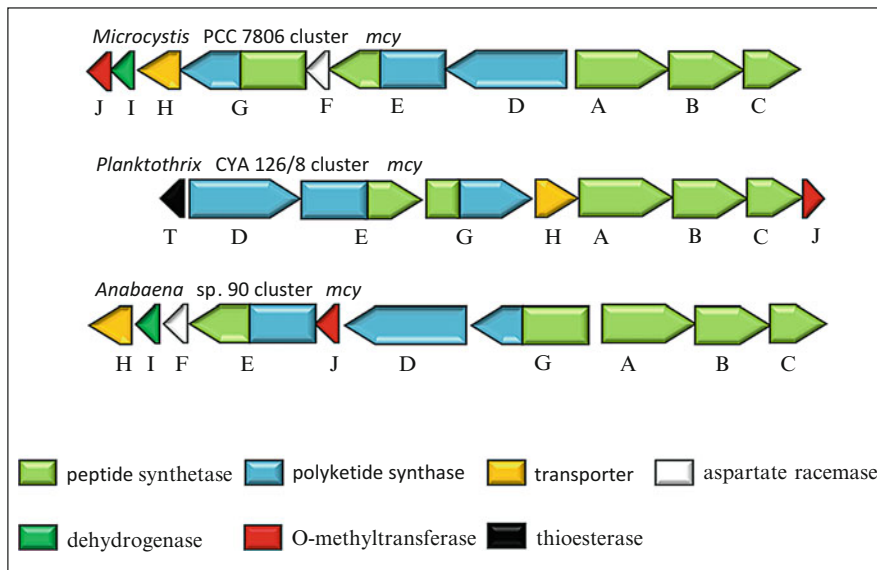 Microcystis PCC 7806 cluster mcy
J I H G F E D A B C
Planktothrix CYA 126/8 cluster mcy
T D E G H A B C J
Anabaena sp. 90 cluster mcy
H I F E J D G A B C
peptide synthetase polyketide synthase transporter aspartate racemase
dehydrogenase O-methyltransferase thioesterase